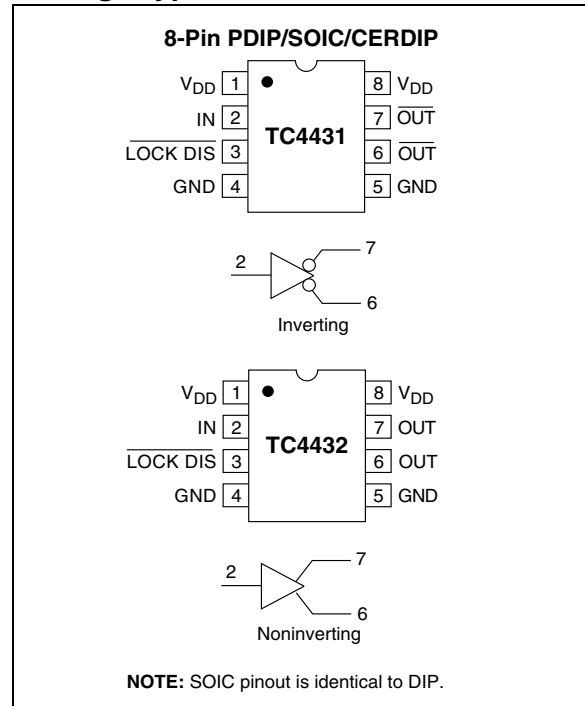 8-Pin PDIP/SOIC/CERDIP
VDD 1 8 VDD
IN 2 7 OUT
TC4431
LOCK DIS 3 6 OUT
GND 4 5 GND
2 7
6
Inverting
VDD 1 8 VDD
IN 2 7 OUT
TC4432
LOCK DIS 3 6 OUT
GND 4 5 GND
2 7
6
Noninverting
NOTE: SOIC pinout is identical to DIP.